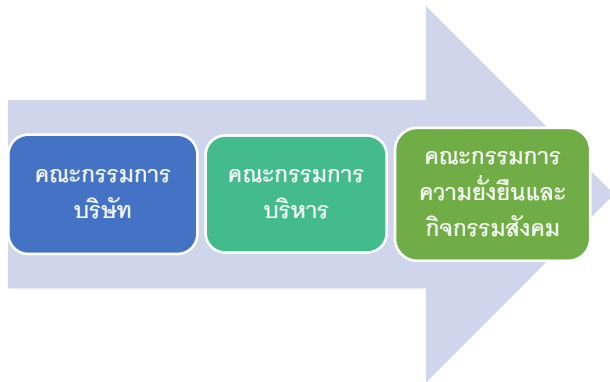 คณะกรรมการ
บริษัท
คณะกรรมการ
บริหาร
คณะกรรมการ
ความยั่งยืนและ
กิจกรรมสังคม